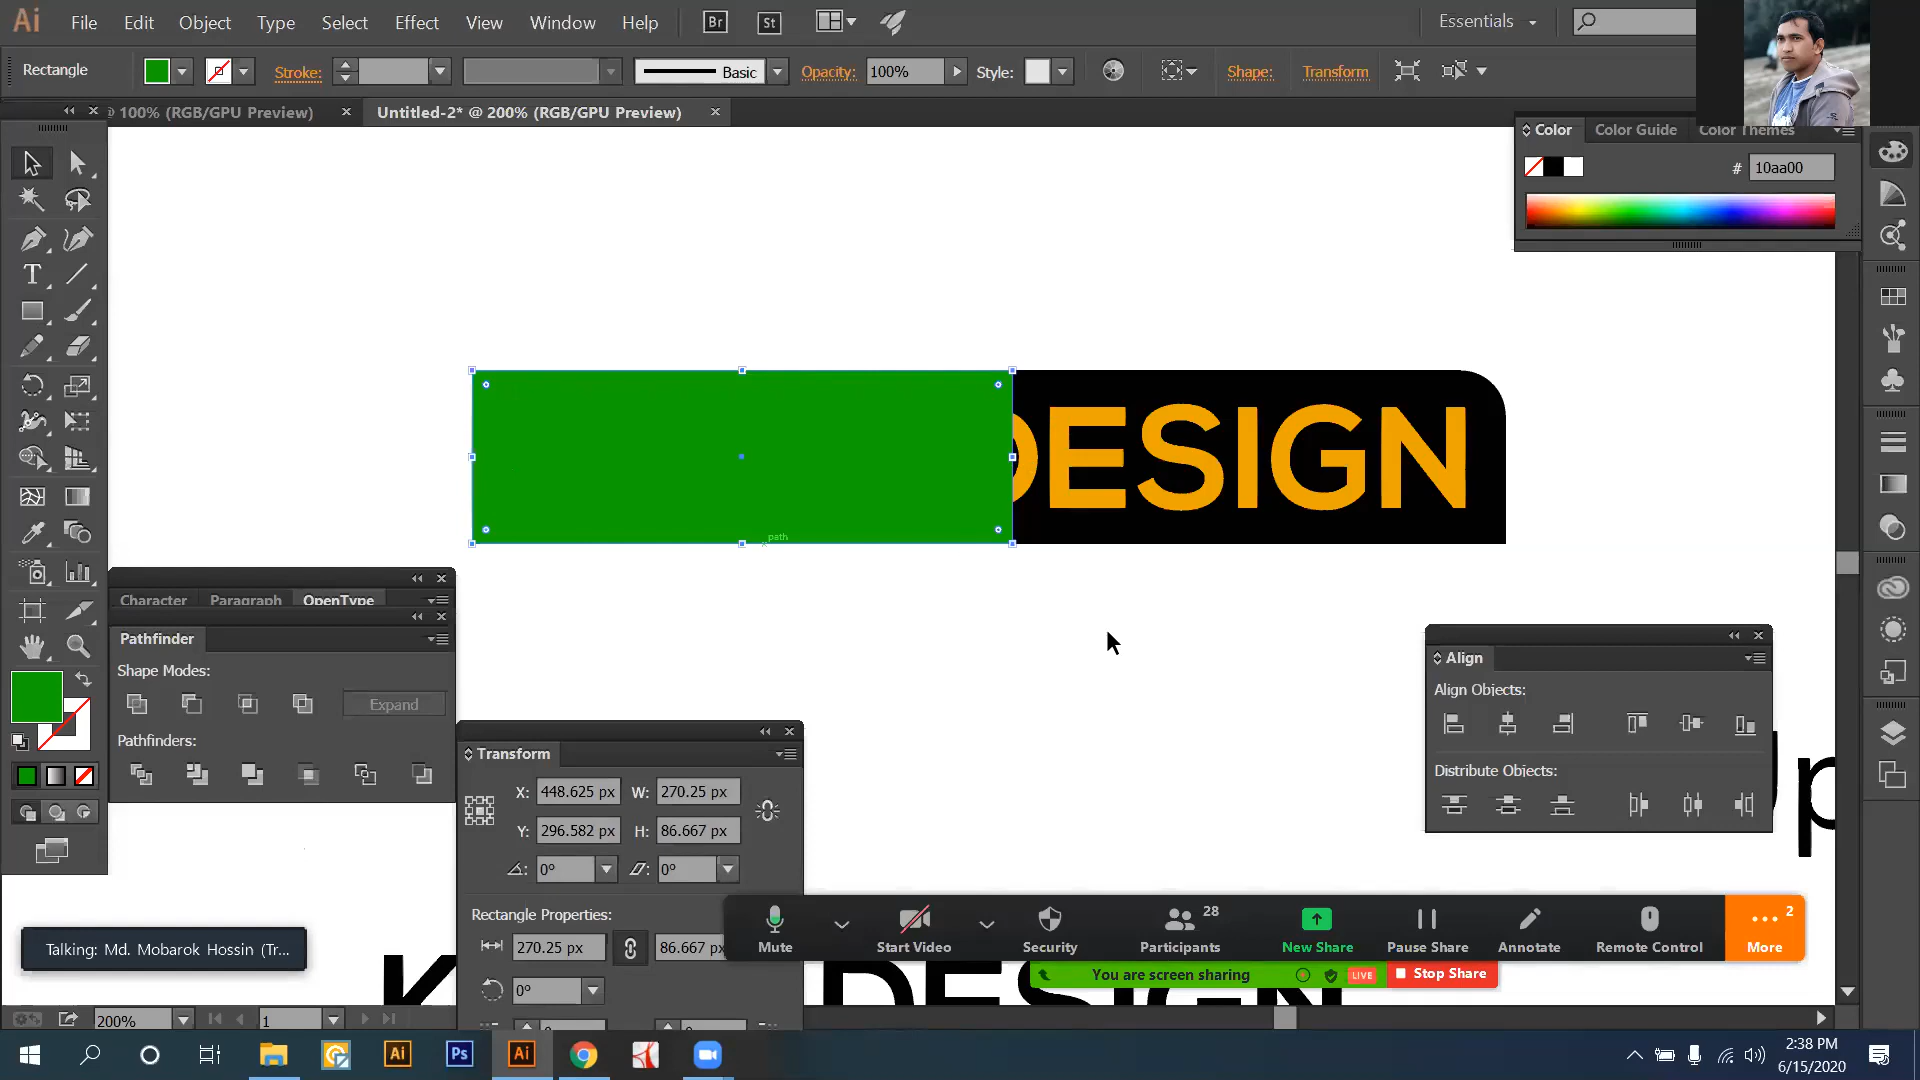 Ai File Edit Object Type Select Effect View Window Help Br St Essentials
Rectangle Stroke: Basic Opacity: 100% Style: Shape: Transform
@ 100% (RGB/GPU Preview) Untitled-2* @ 200% (RGB/GPU Preview)
Color Color Guide Color Themes
# 10aa00
DESIGN
path
Character Paragraph OpenType
Pathfinder
Shape Modes:
Expand
Pathfinders:
Align
Align Objects:
Distribute Objects:
Transform
X: 448.625 px W: 270.25 px
Y: 296.582 px H: 86.667 px
0° 0°
Rectangle Properties:
270.25 px 86.667 px
0°
p
28
2
Mute Start Video Security Participants New Share Pause Share Annotate Remote Control More
You are screen sharing LIVE Stop Share
Talking: Md. Mobarok Hossin (Tr...
DESIGN
200% 1
Ai Ps Ai
2:38 PM
6/15/2020